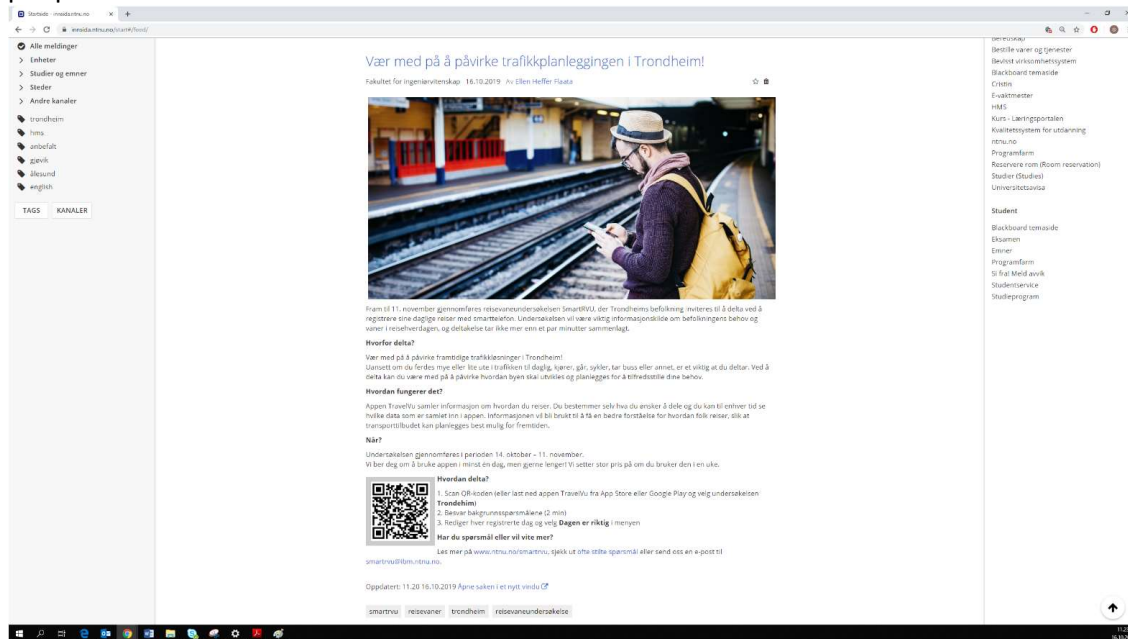 Startside - innsida.ntnu.no
innsida.ntnu.no/start#/feed/
Alle meldinger
Enheter
Studier og emner
Steder
Andre kanaler
trondheim
hms
anbefalt
gjøvik
ålesund
english
TAGS KANALER
Vær med på å påvirke trafikkplanleggingen i Trondheim!
Fakultet for ingeniørvitenskap 16.10.2019 Av Ellen Heffer Flaata
Fram til 11. november gjennomføres reisevaneundersøkelsen SmartRVU, der Trondheims befolkning inviteres til å delta ved å
registrere sine daglige reiser med smarttelefon. Undersøkelsen vil være viktig informasjonskilde om befolkningens behov og
vaner i reisehverdagen, og deltakelse tar ikke mer enn et par minutter sammenlagt.
Hvorfor delta?
Vær med på å påvirke framtidige trafikkløsninger i Trondheim!
Uansett om du ferdes mye eller lite ute i trafikken til daglig, kjører, går, sykler, tar buss eller annet, er et viktig at du deltar. Ved å
delta kan du være med på å påvirke hvordan byen skal utvikles og planlegges for å tilfredsstille dine behov.
Hvordan fungerer det?
Appen TravelVu samler informasjon om hvordan du reiser. Du bestemmer selv hva du ønsker å dele og du kan til enhver tid se
hvilke data som er samlet inn i appen. Informasjonen vil bli brukt til å få en bedre forståelse for hvordan folk reiser, slik at
transporttilbudet kan planlegges best mulig for fremtiden.
Når?
Undersøkelsen gjennomføres i perioden 14. oktober – 11. november.
Vi ber deg om å bruke appen i minst én dag, men gjerne lenger! Vi setter stor pris på om du bruker den i en uke.
Hvordan delta?
1. Scan QR-koden (eller last ned appen TravelVu fra App Store eller Google Play og velg undersøkelsen
Trondehim)
2. Besvar bakgrunnsspørsmålene (2 min)
3. Rediger hver registrerte dag og velg Dagen er riktig i menyen
Har du spørsmål eller vil vite mer?
Les mer på www.ntnu.no/smartrvu, sjekk ut ofte stilte spørsmål eller send oss en e-post til
smartrvu@ibm.ntnu.no.
Oppdatert: 11.20 16.10.2019 Åpne saken i et nytt vindu
smartrvu reisevaner trondheim reisevaneundersøkelse
Beredskap
Bestille varer og tjenester
Bevisst virksomhetssystem
Blackboard temaside
Cristin
E-vaktmester
HMS
Kurs - Læringsportalen
Kvalitetssystem for utdanning
ntnu.no
Programfarm
Reservere rom (Room reservation)
Studier (Studies)
Universitetsavisa
Student
Blackboard temaside
Eksamen
Emner
Programfarm
Si fra! Meld avvik
Studentservice
Studieprogram